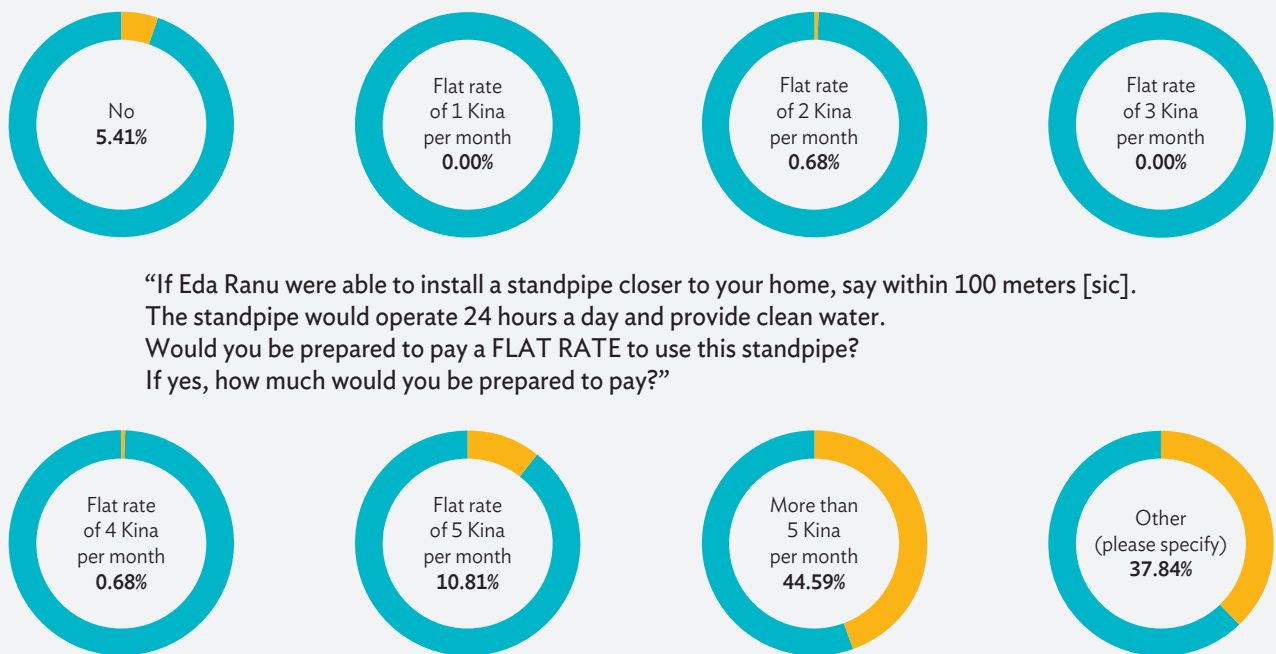 No
5.41%
Flat rate
of 1 Kina
per month
0.00%
Flat rate
of 2 Kina
per month
0.68%
Flat rate
of 3 Kina
per month
0.00%
“If Eda Ranu were able to install a standpipe closer to your home, say within 100 meters [sic].
The standpipe would operate 24 hours a day and provide clean water.
Would you be prepared to pay a FLAT RATE to use this standpipe?
If yes, how much would you be prepared to pay?”
Flat rate
of 4 Kina
per month
0.68%
Flat rate
of 5 Kina
per month
10.81%
More than
5 Kina
per month
44.59%
Other
(please specify)
37.84%